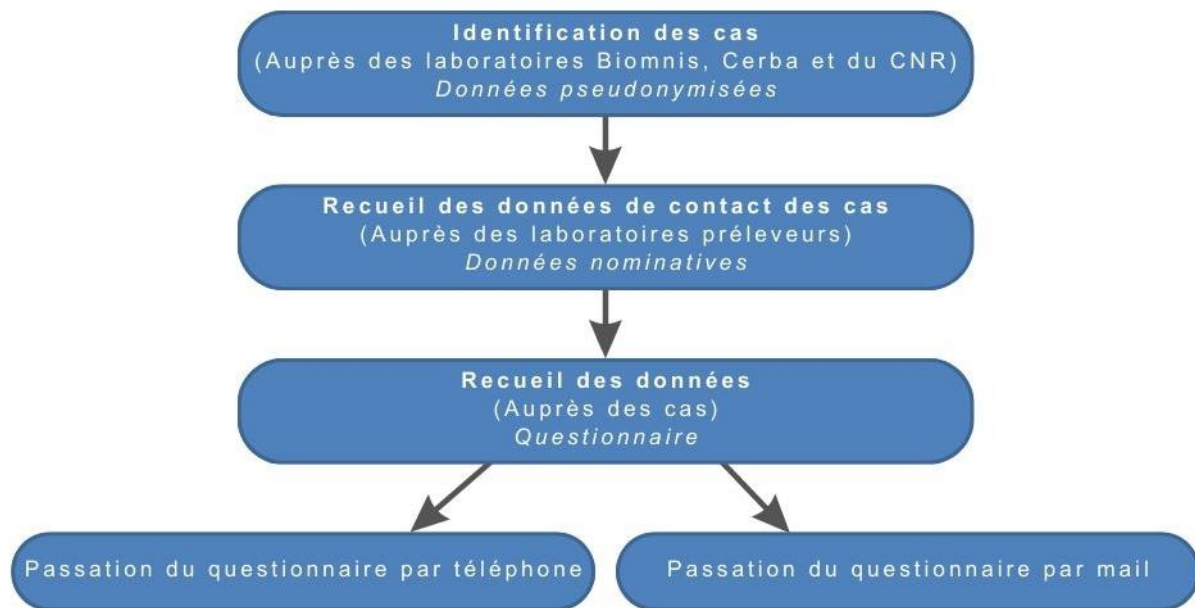 Identification des cas
(Auprès des laboratoires Biomnis, Cerba et du CNR)
Données pseudonymisées
Recueil des données de contact des cas
(Auprès des laboratoires préleveurs)
Données nominatives
Recueil des données
(Auprès des cas)
Questionnaire
Passation du questionnaire par téléphone
Passation du questionnaire par mail